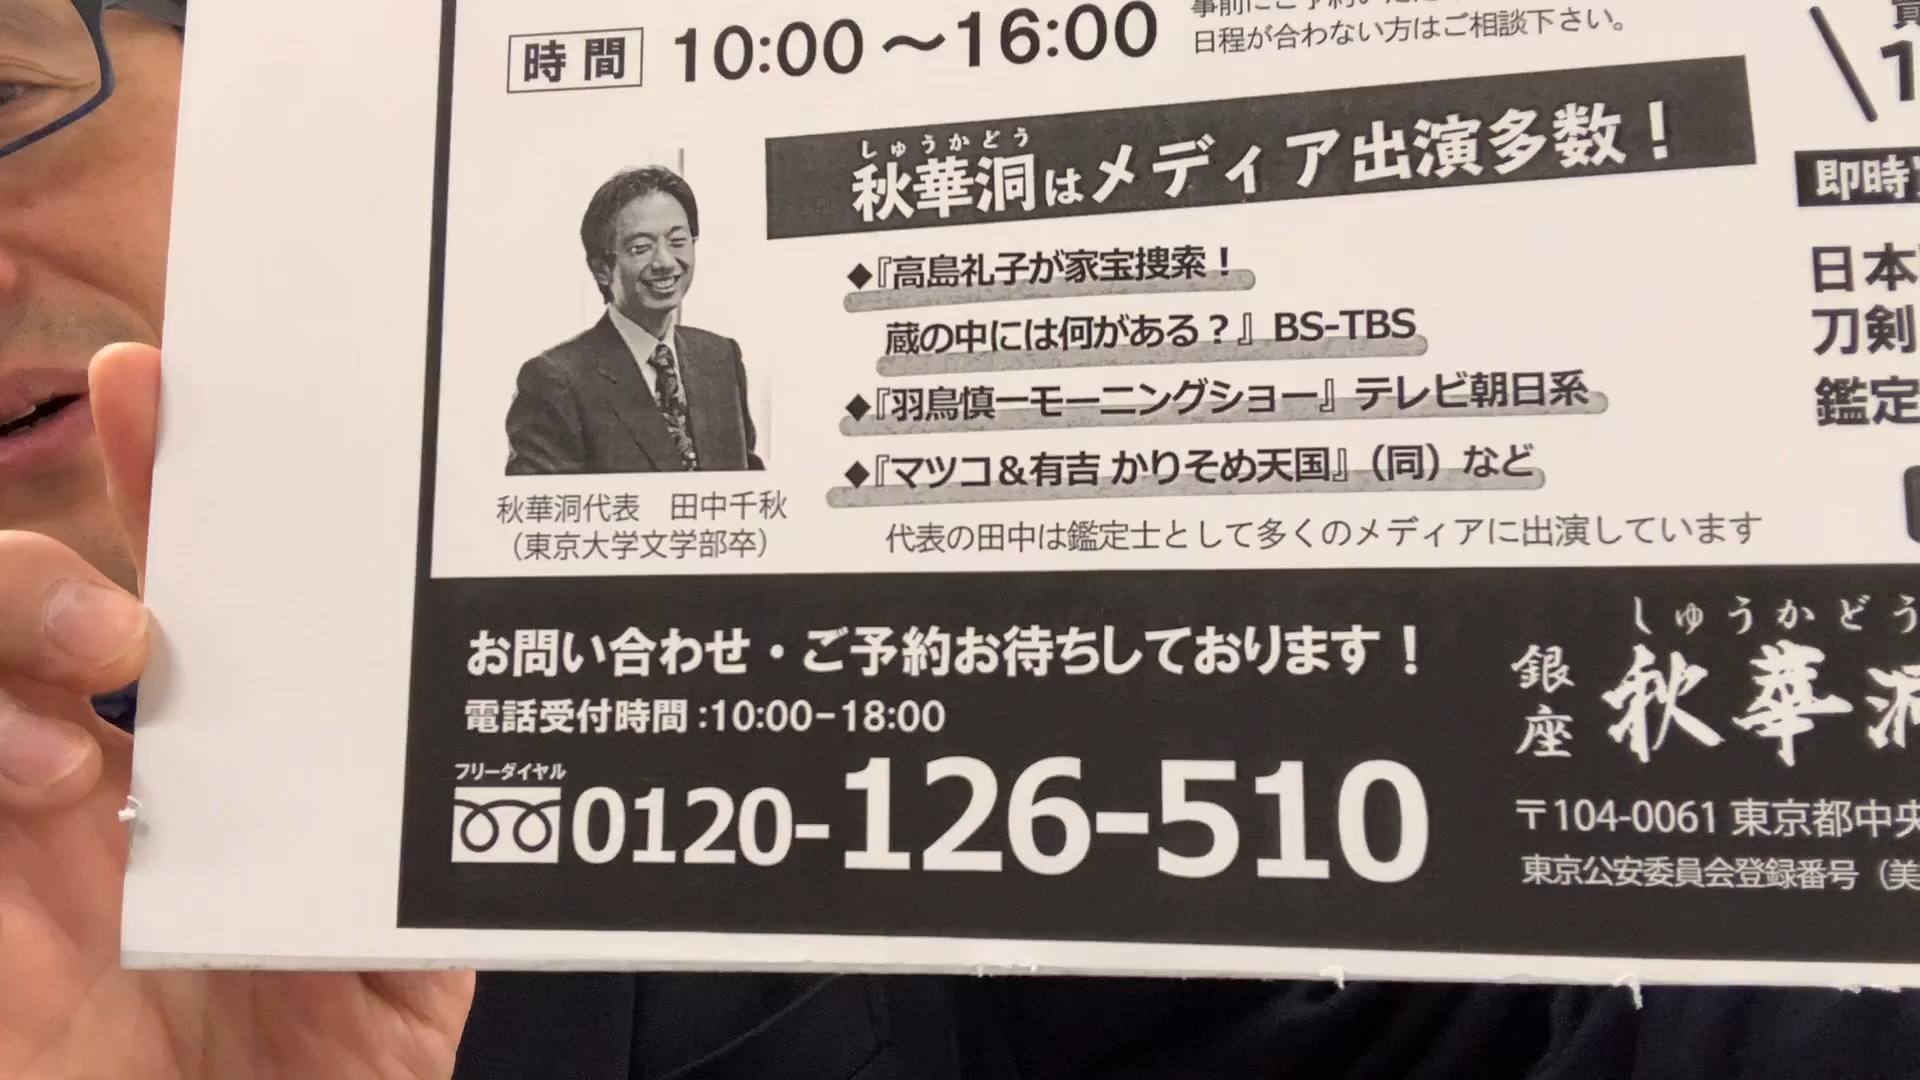 日程が合わない方はご相談下さい。
時間 10:00～16:00
しゅうかどう
秋華洞はメディア出演多数！
◆『高島礼子が家宝捜索！
蔵の中には何がある？』BS-TBS
◆『羽鳥慎一モーニングショー』テレビ朝日系
◆『マツコ＆有吉 かりそめ天国』（同）など
代表の田中は鑑定士として多くのメディアに出演しています
秋華洞代表　田中千秋
（東京大学文学部卒）
即時
日本
刀剣
鑑定
お問い合わせ・ご予約お待ちしております！
電話受付時間：10:00-18:00
フリーダイヤル
0120-126-510
しゅうかどう
銀座 秋華洞
〒104-0061 東京都中央
東京公安委員会登録番号（美